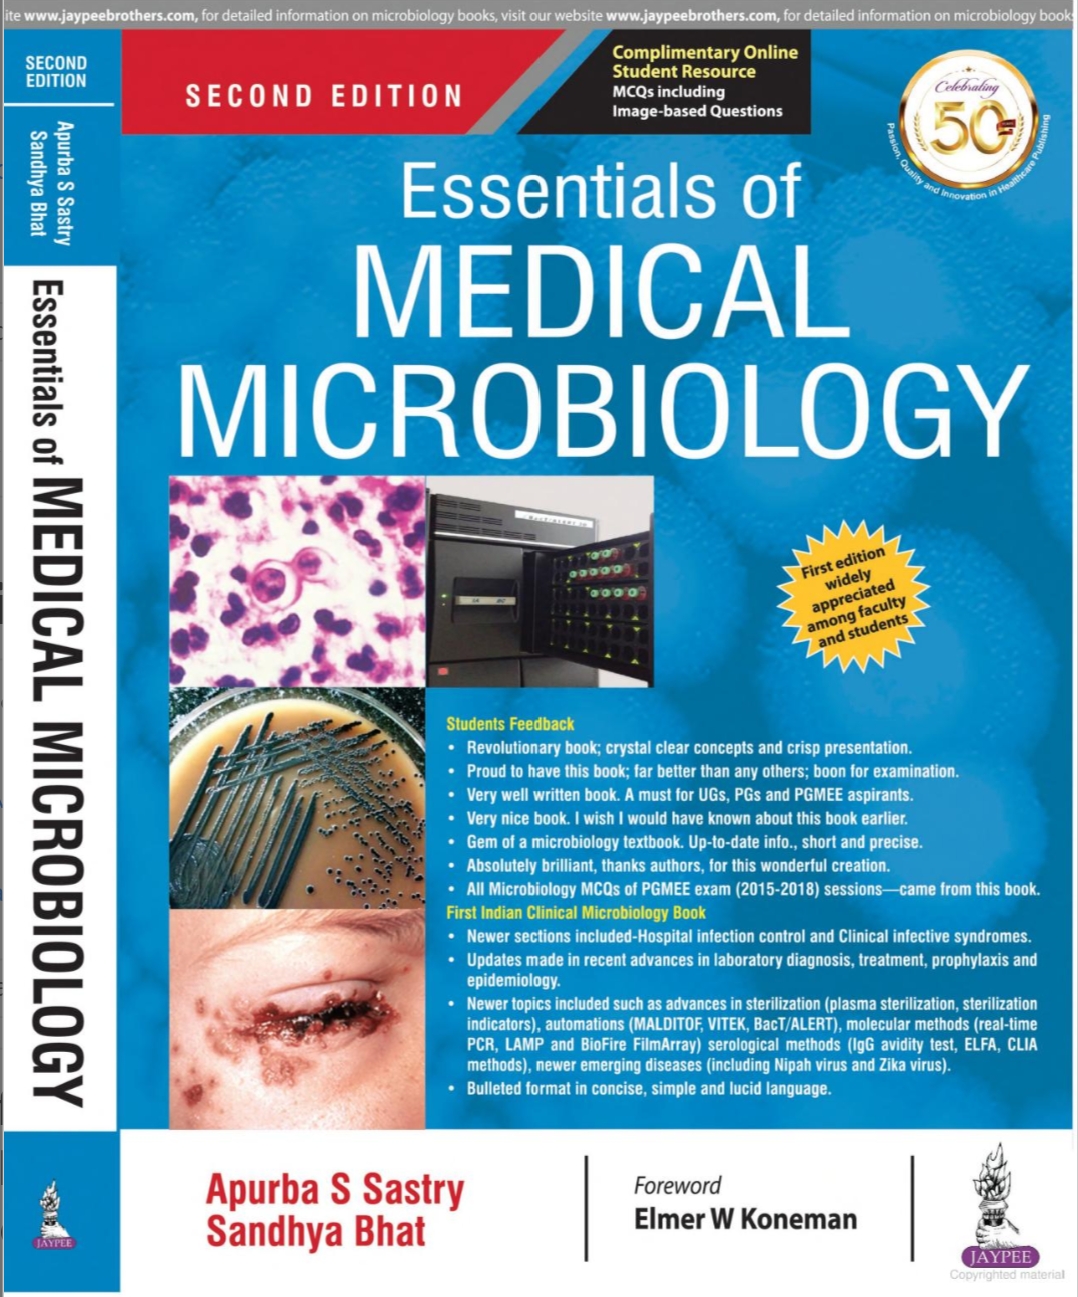 ite www.jaypeebrothers.com, for detailed information on microbiology books, visit our website www.jaypeebrothers.com, for detailed information on microbiology book
SECOND
EDITION
Apurba S Sastry
Sandhya Bhat
Essentials of MEDICAL MICROBIOLOGY
JAYPEE
SECOND EDITION
Complimentary Online
Student Resource
MCQs including
Image-based Questions
Celebrating
50
Passion, Quality and Innovation in Healthcare Publishing
Essentials of
MEDICAL
MICROBIOLOGY
First edition
widely
appreciated
among faculty
and students
Students Feedback
• Revolutionary book; crystal clear concepts and crisp presentation.
• Proud to have this book; far better than any others; boon for examination.
• Very well written book. A must for UGs, PGs and PGMEE aspirants.
• Very nice book. I wish I would have known about this book earlier.
• Gem of a microbiology textbook. Up-to-date info., short and precise.
• Absolutely brilliant, thanks authors, for this wonderful creation.
• All Microbiology MCQs of PGMEE exam (2015-2018) sessions—came from this book.
First Indian Clinical Microbiology Book
• Newer sections included-Hospital infection control and Clinical infective syndromes.
• Updates made in recent advances in laboratory diagnosis, treatment, prophylaxis and
epidemiology.
• Newer topics included such as advances in sterilization (plasma sterilization, sterilization
indicators), automations (MALDITOF, VITEK, BacT/ALERT), molecular methods (real-time
PCR, LAMP and BioFire FilmArray) serological methods (IgG avidity test, ELFA, CLIA
methods), newer emerging diseases (including Nipah virus and Zika virus).
• Bulleted format in concise, simple and lucid language.
Apurba S Sastry
Sandhya Bhat
Foreword
Elmer W Koneman
JAYPEE
Copyrighted material